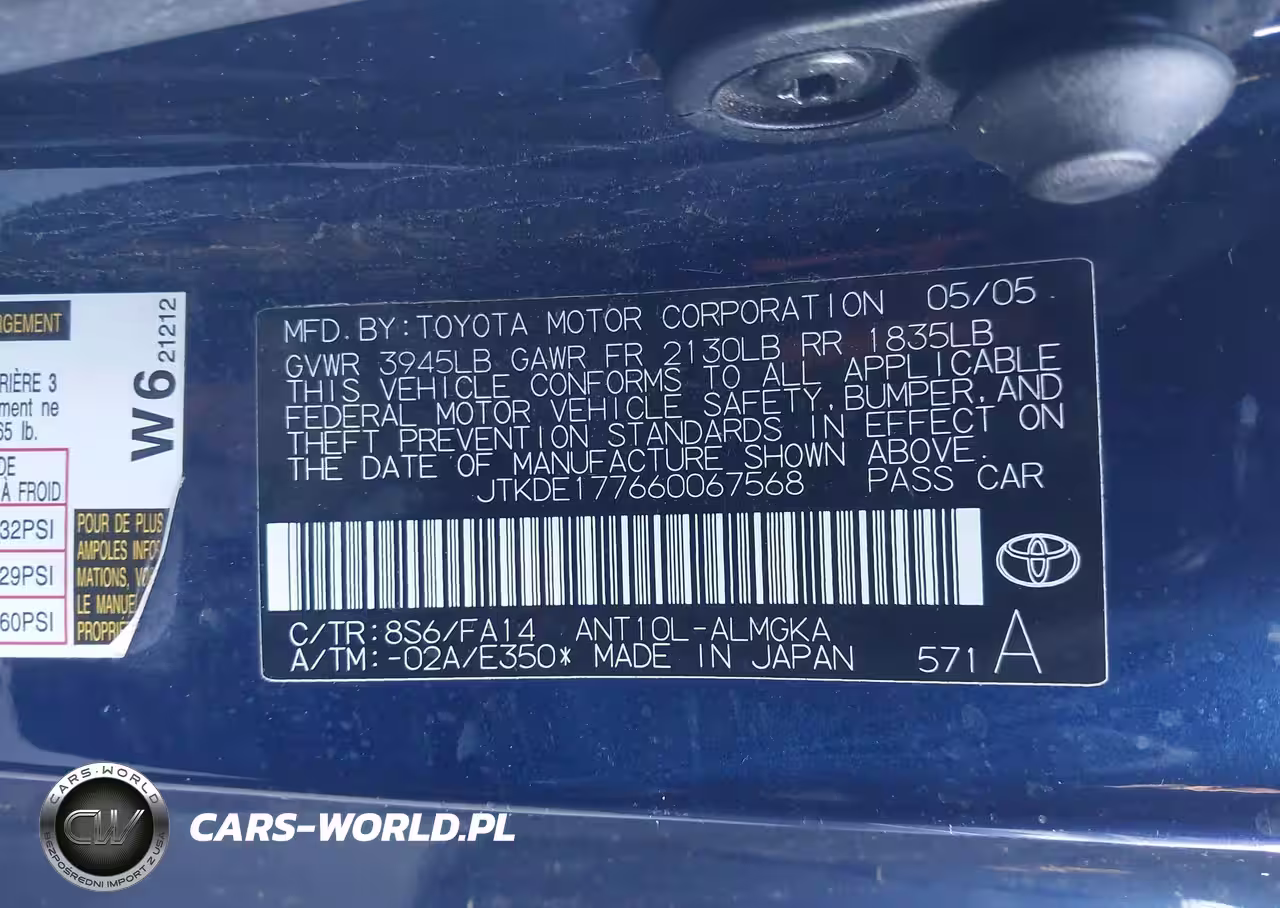 RGEMENT
RIÈRE 3
ment ne
65 lb.
DE
À FROID
32PSI
29PSI
60PSI
W6 21212
POUR DE PLUS
AMPLES INFO
MATIONS, VO
LE MANUE
PROPRIÉ
MFD. BY: TOYOTA MOTOR CORPORATION 05/05
GVWR 3945LB GAWR FR 2130LB RR 1835LB
THIS VEHICLE CONFORMS TO ALL APPLICABLE
FEDERAL MOTOR VEHICLE SAFETY, BUMPER, AND
THEFT PREVENTION STANDARDS IN EFFECT ON
THE DATE OF MANUFACTURE SHOWN ABOVE.
JTKDE177660067568 PASS CAR
C/TR: 8S6/FA14 ANT10L-ALMGKA
A/TM: -02A/E350* MADE IN JAPAN 571 A
CARS-WORLD
CW
BEZPOŚREDNI IMPORT Z USA
CARS-WORLD.PL